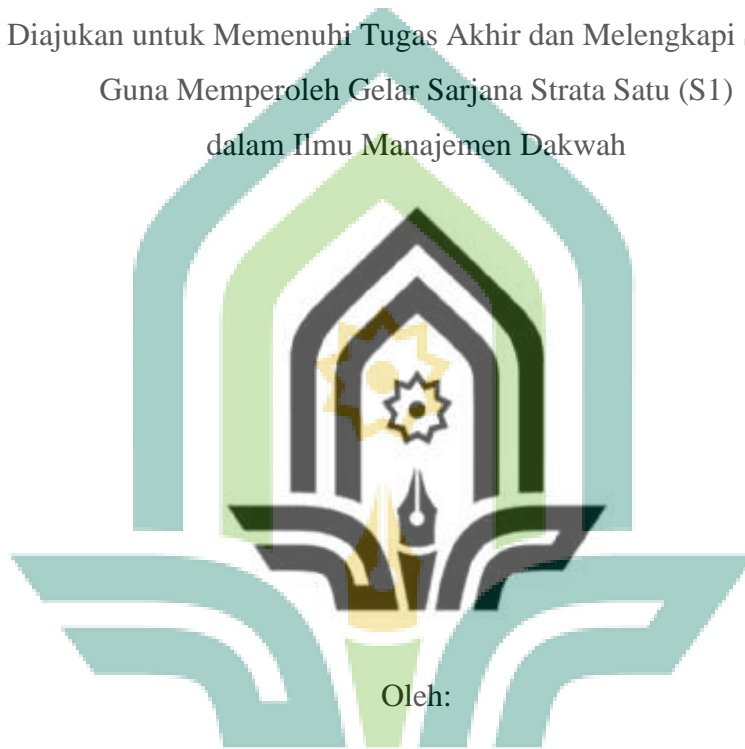 Diajukan untuk Memenuhi Tugas Akhir dan Melengkapi
Guna Memperoleh Gelar Sarjana Strata Satu (S1)
dalam Ilmu Manajemen Dakwah
Oleh: